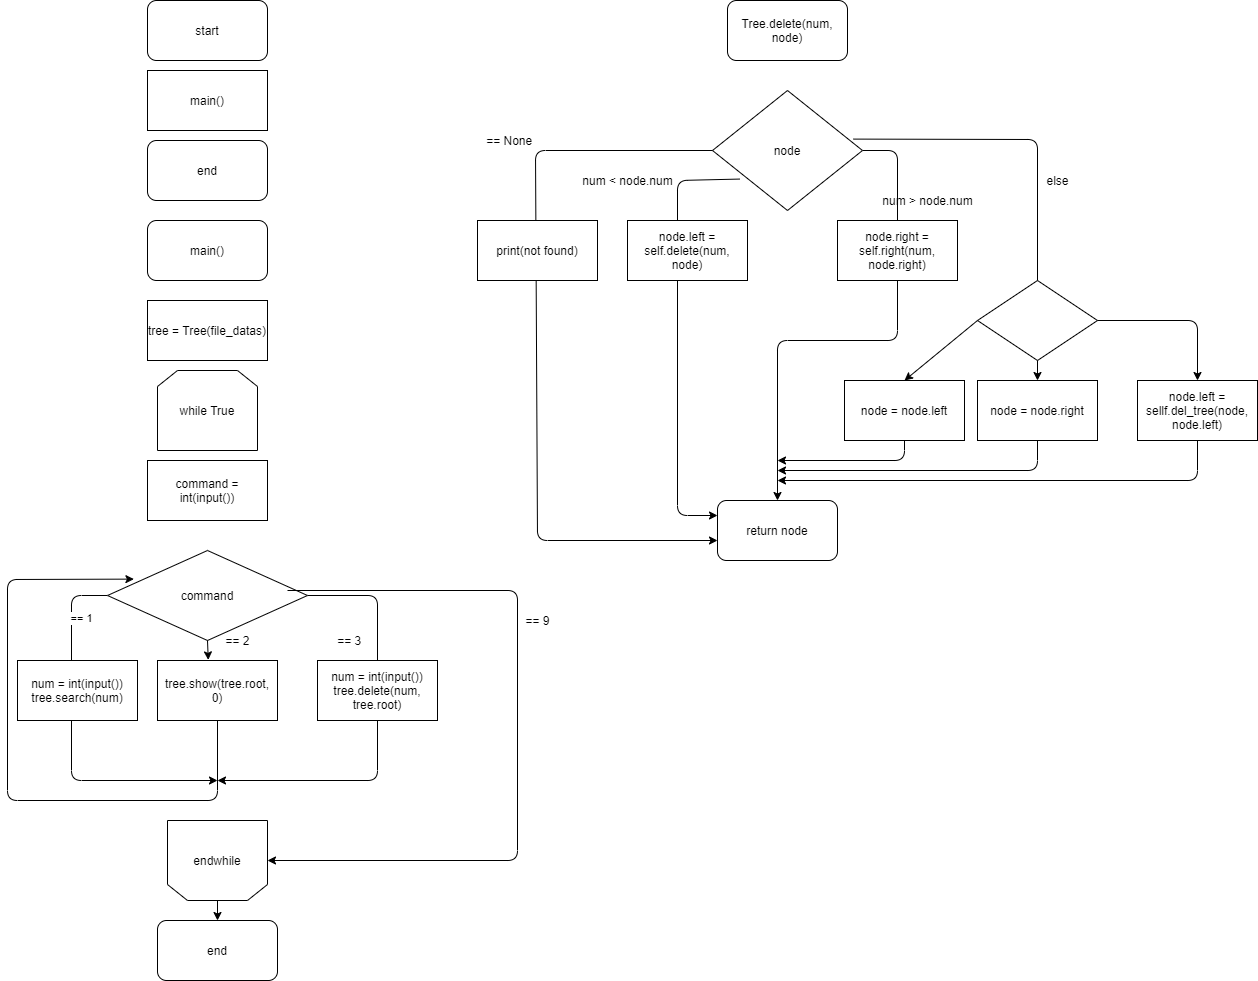 start
main()
end
main()
tree = Tree(file_datas)
while True
command =
int(input())
command
== 1
== 2
== 3
== 9
num = int(input())
tree.search(num)
tree.show(tree.root,
0)
num = int(input())
tree.delete(num,
tree.root)
endwhile
end
Tree.delete(num,
node)
node
== None
num < node.num
num > node.num
else
print(not found)
node.left =
self.delete(num,
node)
node.right =
self.right(num,
node.right)
node = node.left
node = node.right
node.left =
sellf.del_tree(node,
node.left)
return node